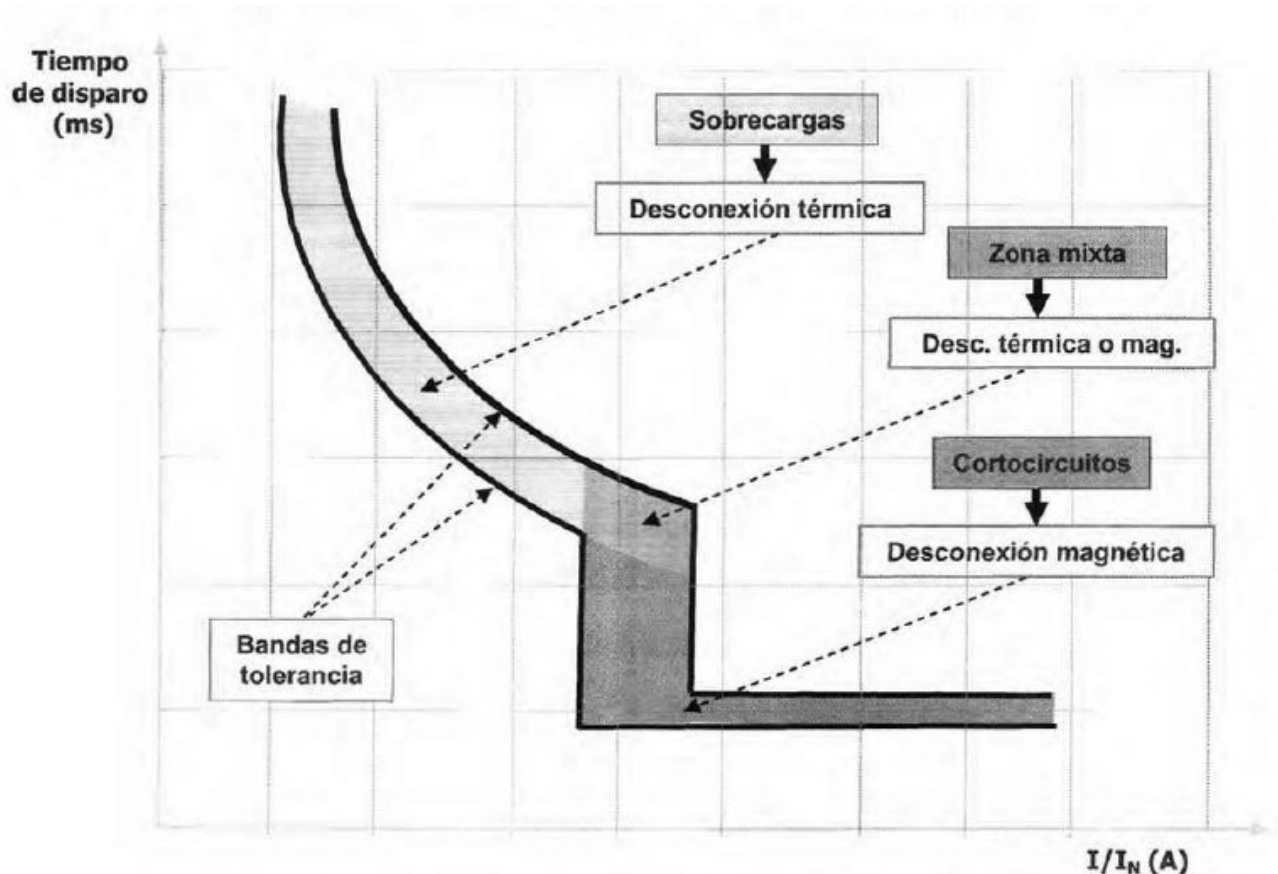 Tiempo
de disparo
(ms)
Sobrecargas
Desconexión térmica
Zona mixta
Desc. térmica o mag.
Cortocircuitos
Desconexión magnética
Bandas de
tolerancia
I/I_N (A)